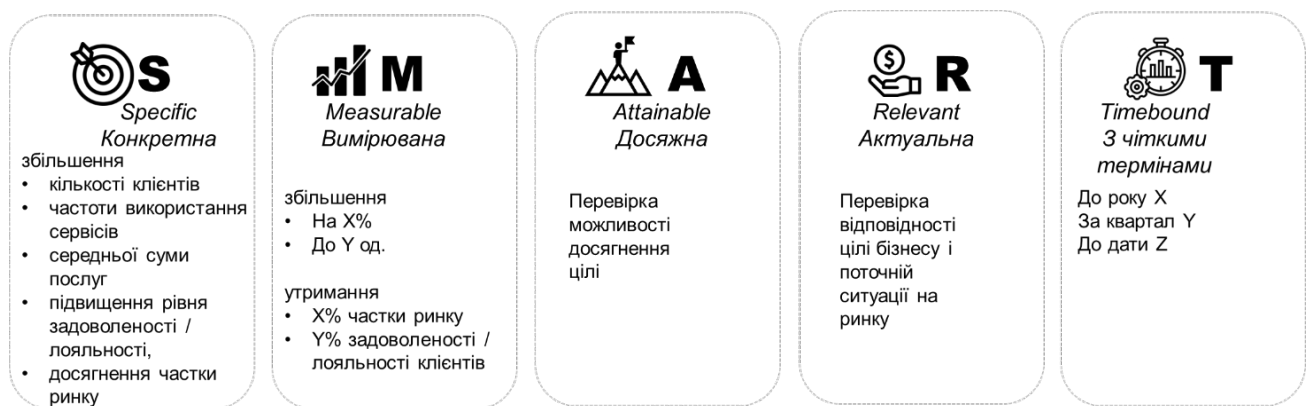 S
Specific
Конкретна
збільшення
• кількості клієнтів
• частоти використання
сервісів
• середньої суми
послуг
• підвищення рівня
задоволеності /
лояльності,
• досягнення частки
ринку
M
Measurable
Вимірювана
збільшення
• На X%
• До Y од.
утримання
• X% частки ринку
• Y% задоволеності /
лояльності клієнтів
A
Attainable
Досяжна
Перевірка
можливості
досягнення
цілі
R
Relevant
Актуальна
Перевірка
відповідності
цілі бізнесу і
поточній
ситуації на
ринку
T
Timebound
З чіткими
термінами
До року X
За квартал Y
До дати Z